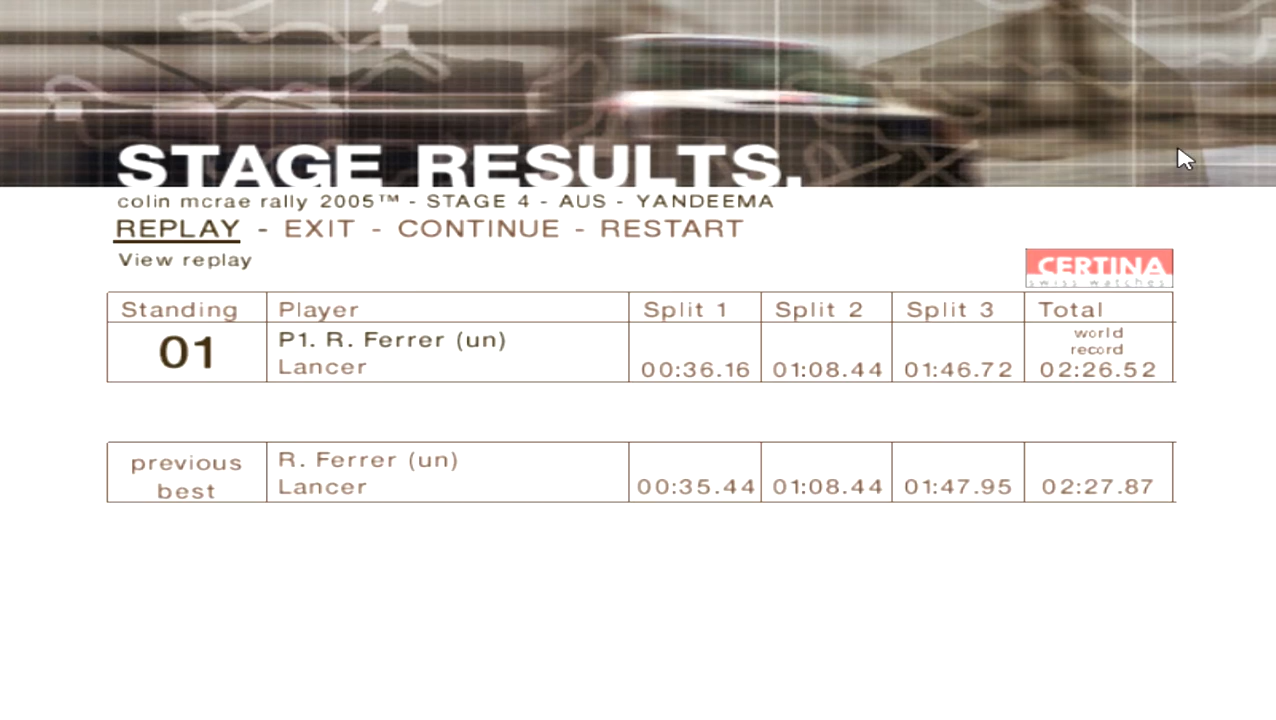 STAGE RESULTS.
colin mcrae rally 2005™ - STAGE 4 - AUS - YANDEEMA
REPLAY - EXIT - CONTINUE - RESTART
View replay
CERTINA
swiss watches
Standing Player Split 1 Split 2 Split 3 Total
01 P1. R. Ferrer (un) world record
Lancer 00:36.16 01:08.44 01:46.72 02:26.52
previous best R. Ferrer (un)
Lancer 00:35.44 01:08.44 01:47.95 02:27.87